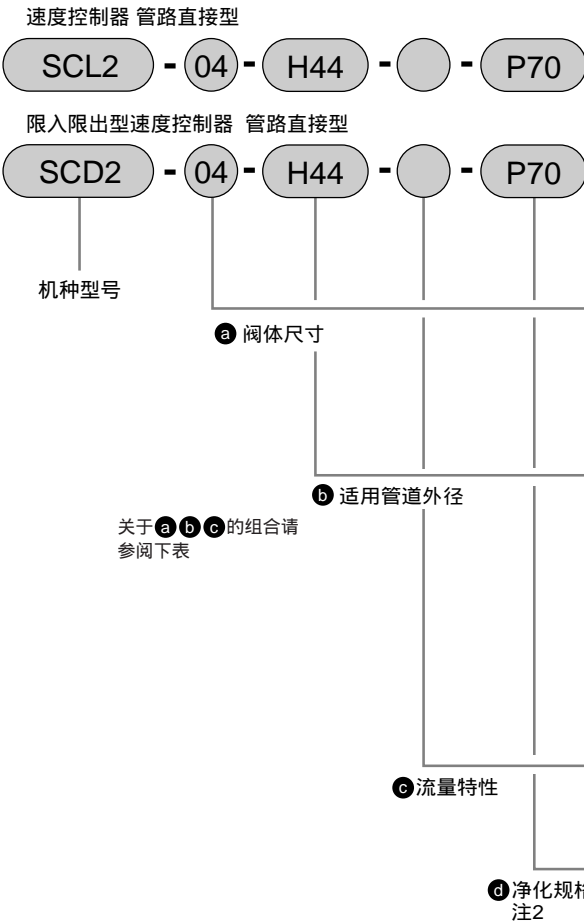 速度控制器 管路直接型
SCL2 - 04 - H44 - - P70
限入限出型速度控制器 管路直接型
SCD2 - 04 - H44 - - P70
机种型号
a 阀体尺寸
b 适用管道外径
关于a b c的组合请
参阅下表
c 流量特性
d 净化规格
注2